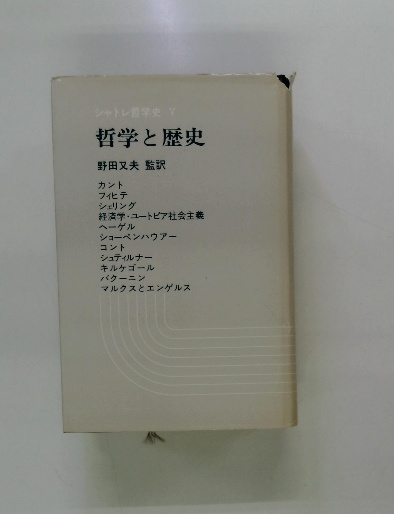 シャトレ哲学史 V
哲学と歴史
野田又夫 監訳
カント
フィヒテ
シェリング
経済学・ユートピア社会主義
ヘーゲル
ショーペンハウアー
コント
シュティルナー
キルケゴール
バクーニン
マルクスとエンゲルス